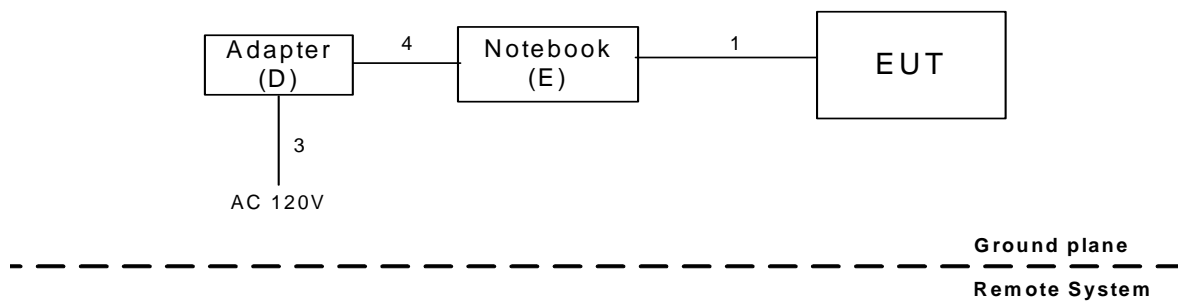 Adapter
(D)
4
Notebook
(E)
1
EUT
3
AC 120V
Ground plane
Remote System